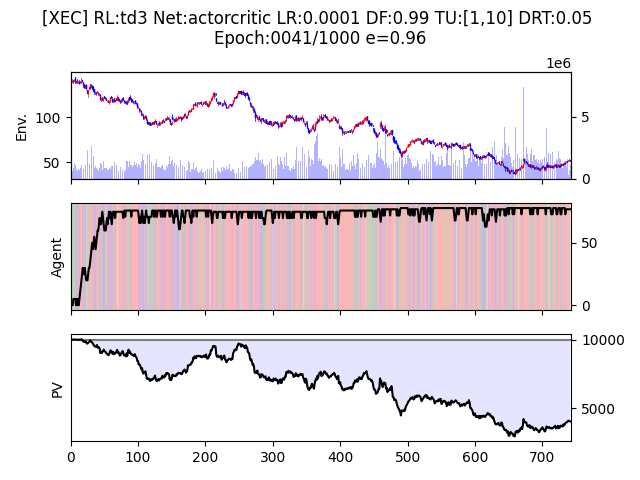 [XEC] RL:td3 Net:actorcritic LR:0.0001 DF:0.99 TU:[1,10] DRT:0.05
Epoch:0041/1000 e=0.96
1e6
Env.
100
50
5
0
Agent
50
0
PV
10000
5000
0 100 200 300 400 500 600 700